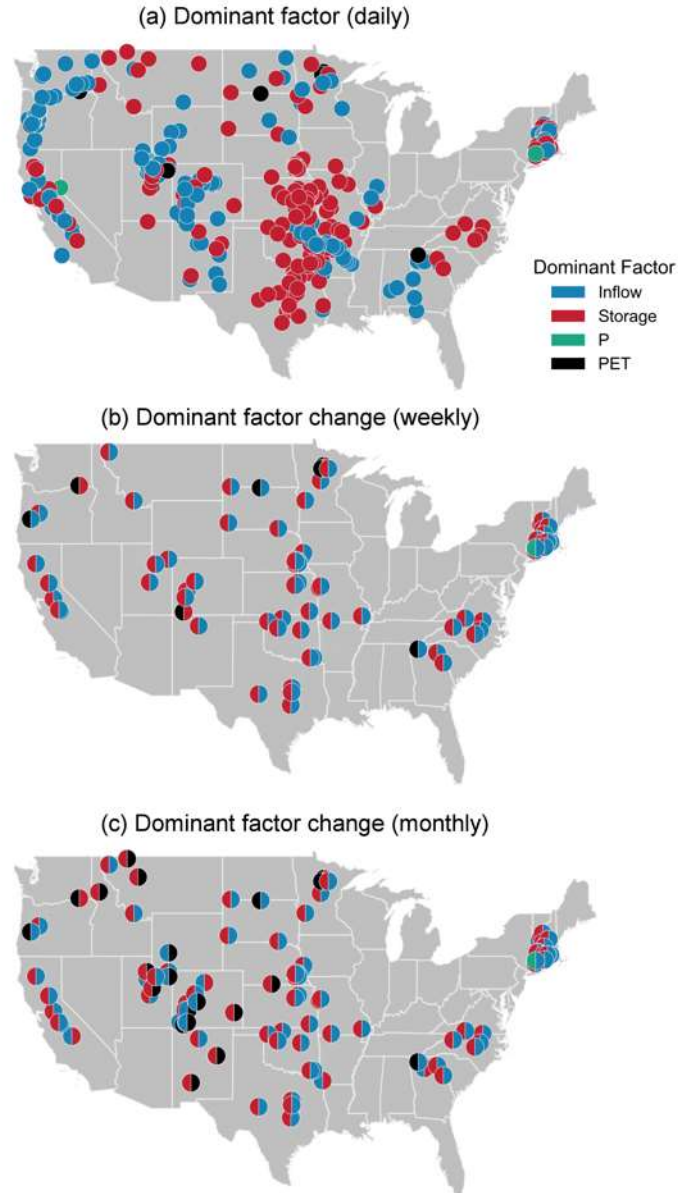 (a) Dominant factor (daily)
Dominant Factor
Inflow
Storage
P
PET
(b) Dominant factor change (weekly)
(c) Dominant factor change (monthly)